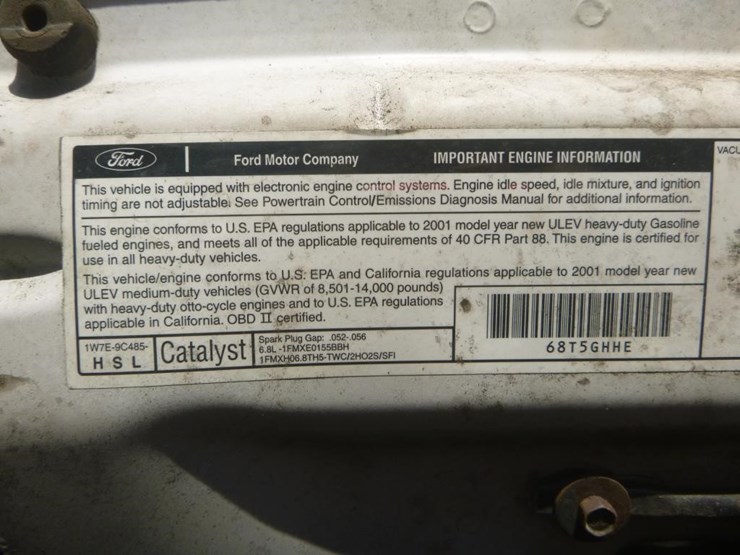 Ford Ford Motor Company IMPORTANT ENGINE INFORMATION
This vehicle is equipped with electronic engine control systems. Engine idle speed, idle mixture, and ignition
timing are not adjustable. See Powertrain Control/Emissions Diagnosis Manual for additional information.
This engine conforms to U.S. EPA regulations applicable to 2001 model year new ULEV heavy-duty Gasoline
fueled engines, and meets all of the applicable requirements of 40 CFR Part 88. This engine is certified for
use in all heavy-duty vehicles.
This vehicle/engine conforms to U.S. EPA and California regulations applicable to 2001 model year new
ULEV medium-duty vehicles (GVWR of 8,501-14,000 pounds)
with heavy-duty otto-cycle engines and to U.S. EPA regulations
applicable in California. OBD II certified.
1W7E-9C485-
H S L
Catalyst
Spark Plug Gap: .052-.056
6.8L -1FMXE0155BBH
1FMXH06.8TH5-TWC/2HO2S/SFI
68T5GHHE
VACU